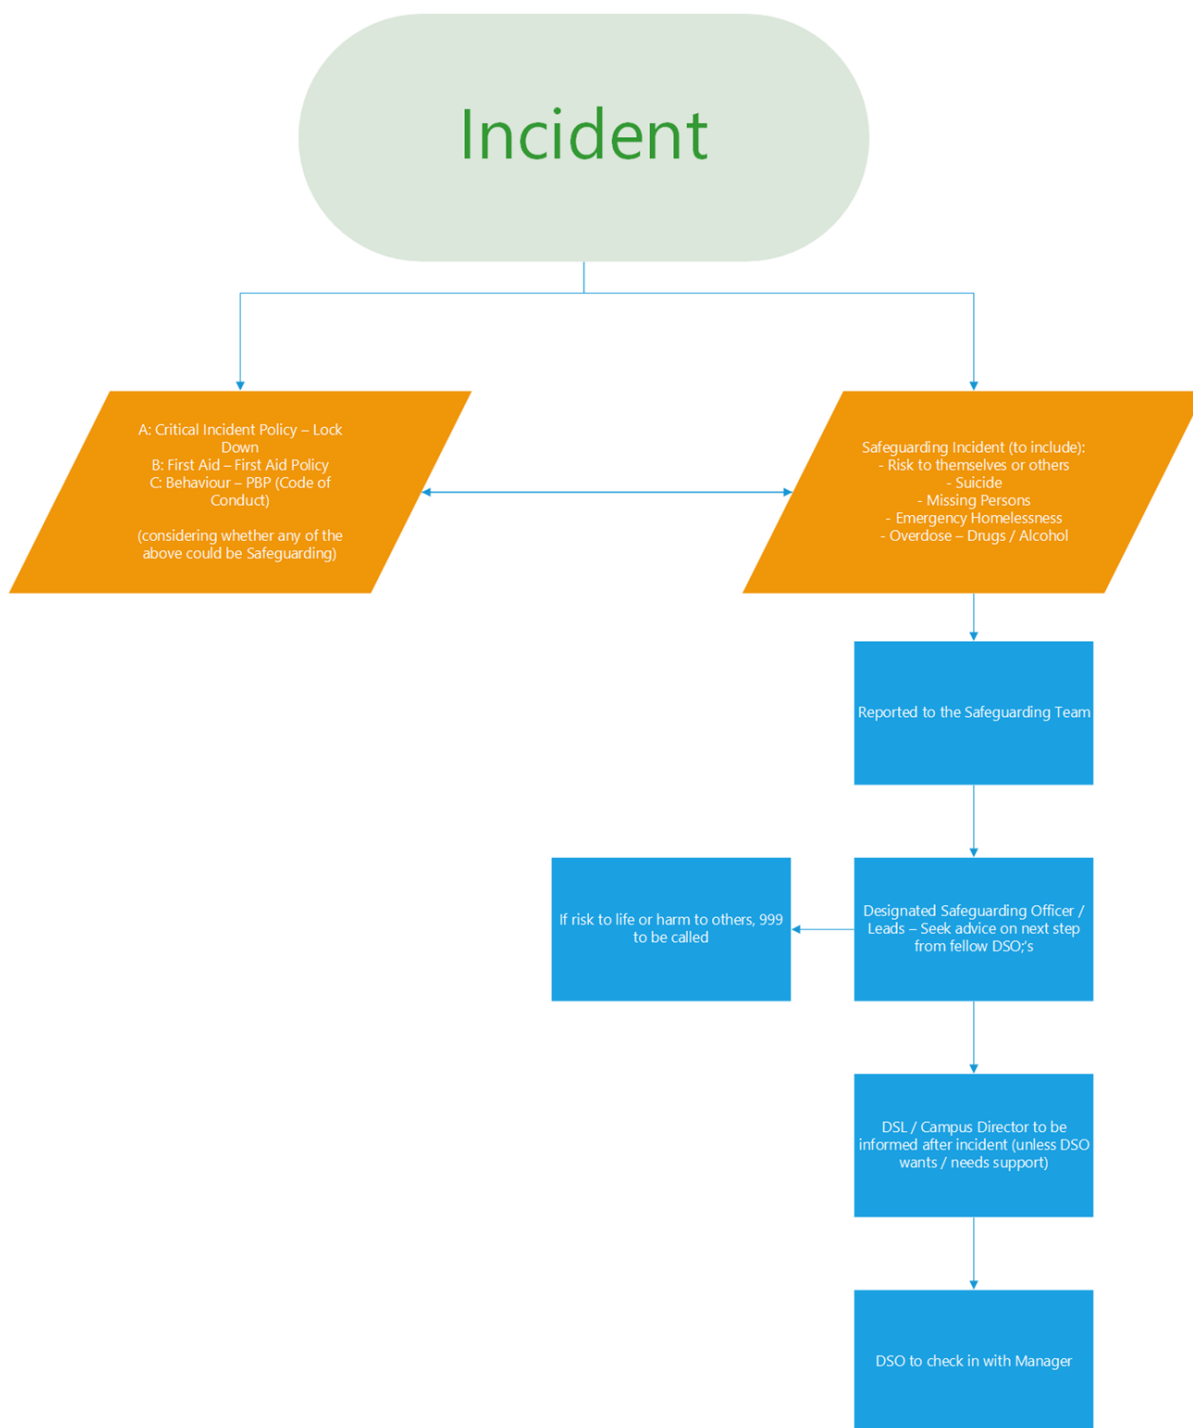 Incident
A: Critical Incident Policy – Lock
Down
B: First Aid – First Aid Policy
C: Behaviour – PBP (Code of
Conduct)
(considering whether any of the
above could be Safeguarding)
Safeguarding Incident (to include):
- Risk to themselves or others
- Suicide
- Missing Persons
- Emergency Homelessness
- Overdose – Drugs / Alcohol
Reported to the Safeguarding Team
If risk to life or harm to others, 999
to be called
Designated Safeguarding Officer /
Leads – Seek advice on next step
from fellow DSO;'s
DSL / Campus Director to be
informed after incident (unless DSO
wants / needs support)
DSO to check in with Manager